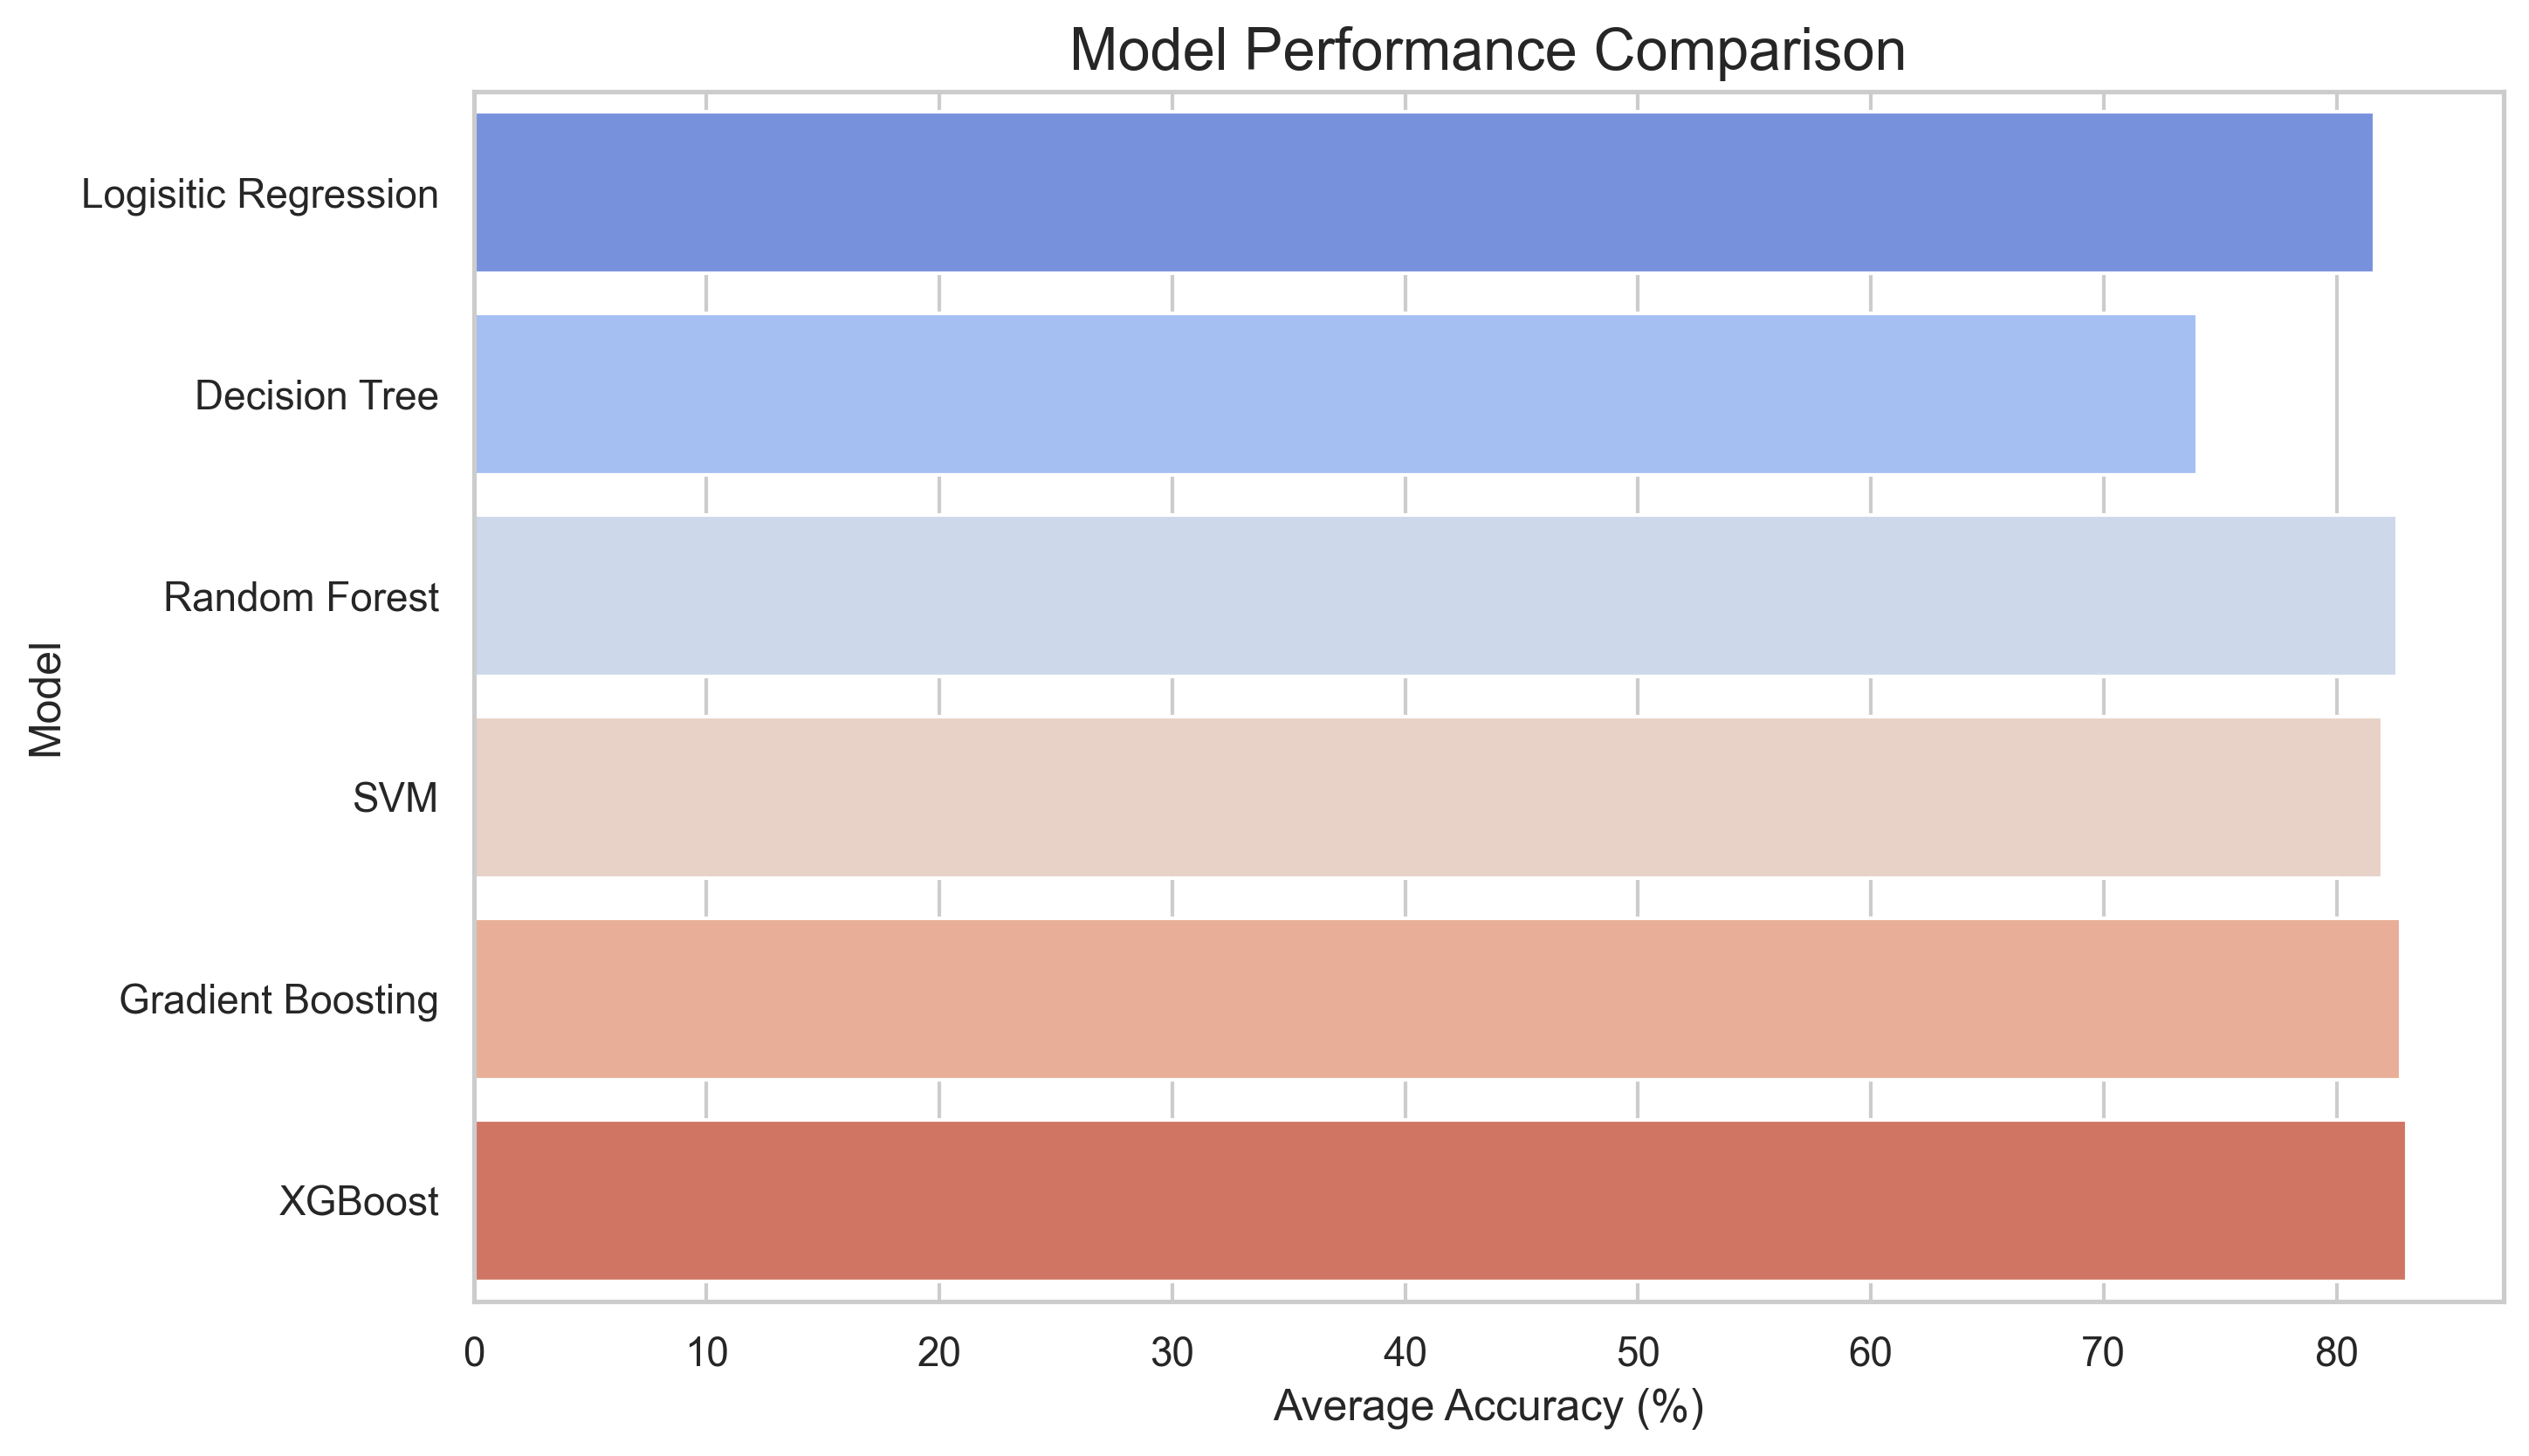 Model Performance Comparison
Logisitic Regression
Decision Tree
Random Forest
SVM
Gradient Boosting
XGBoost
Model
0 10 20 30 40 50 60 70 80
Average Accuracy (%)